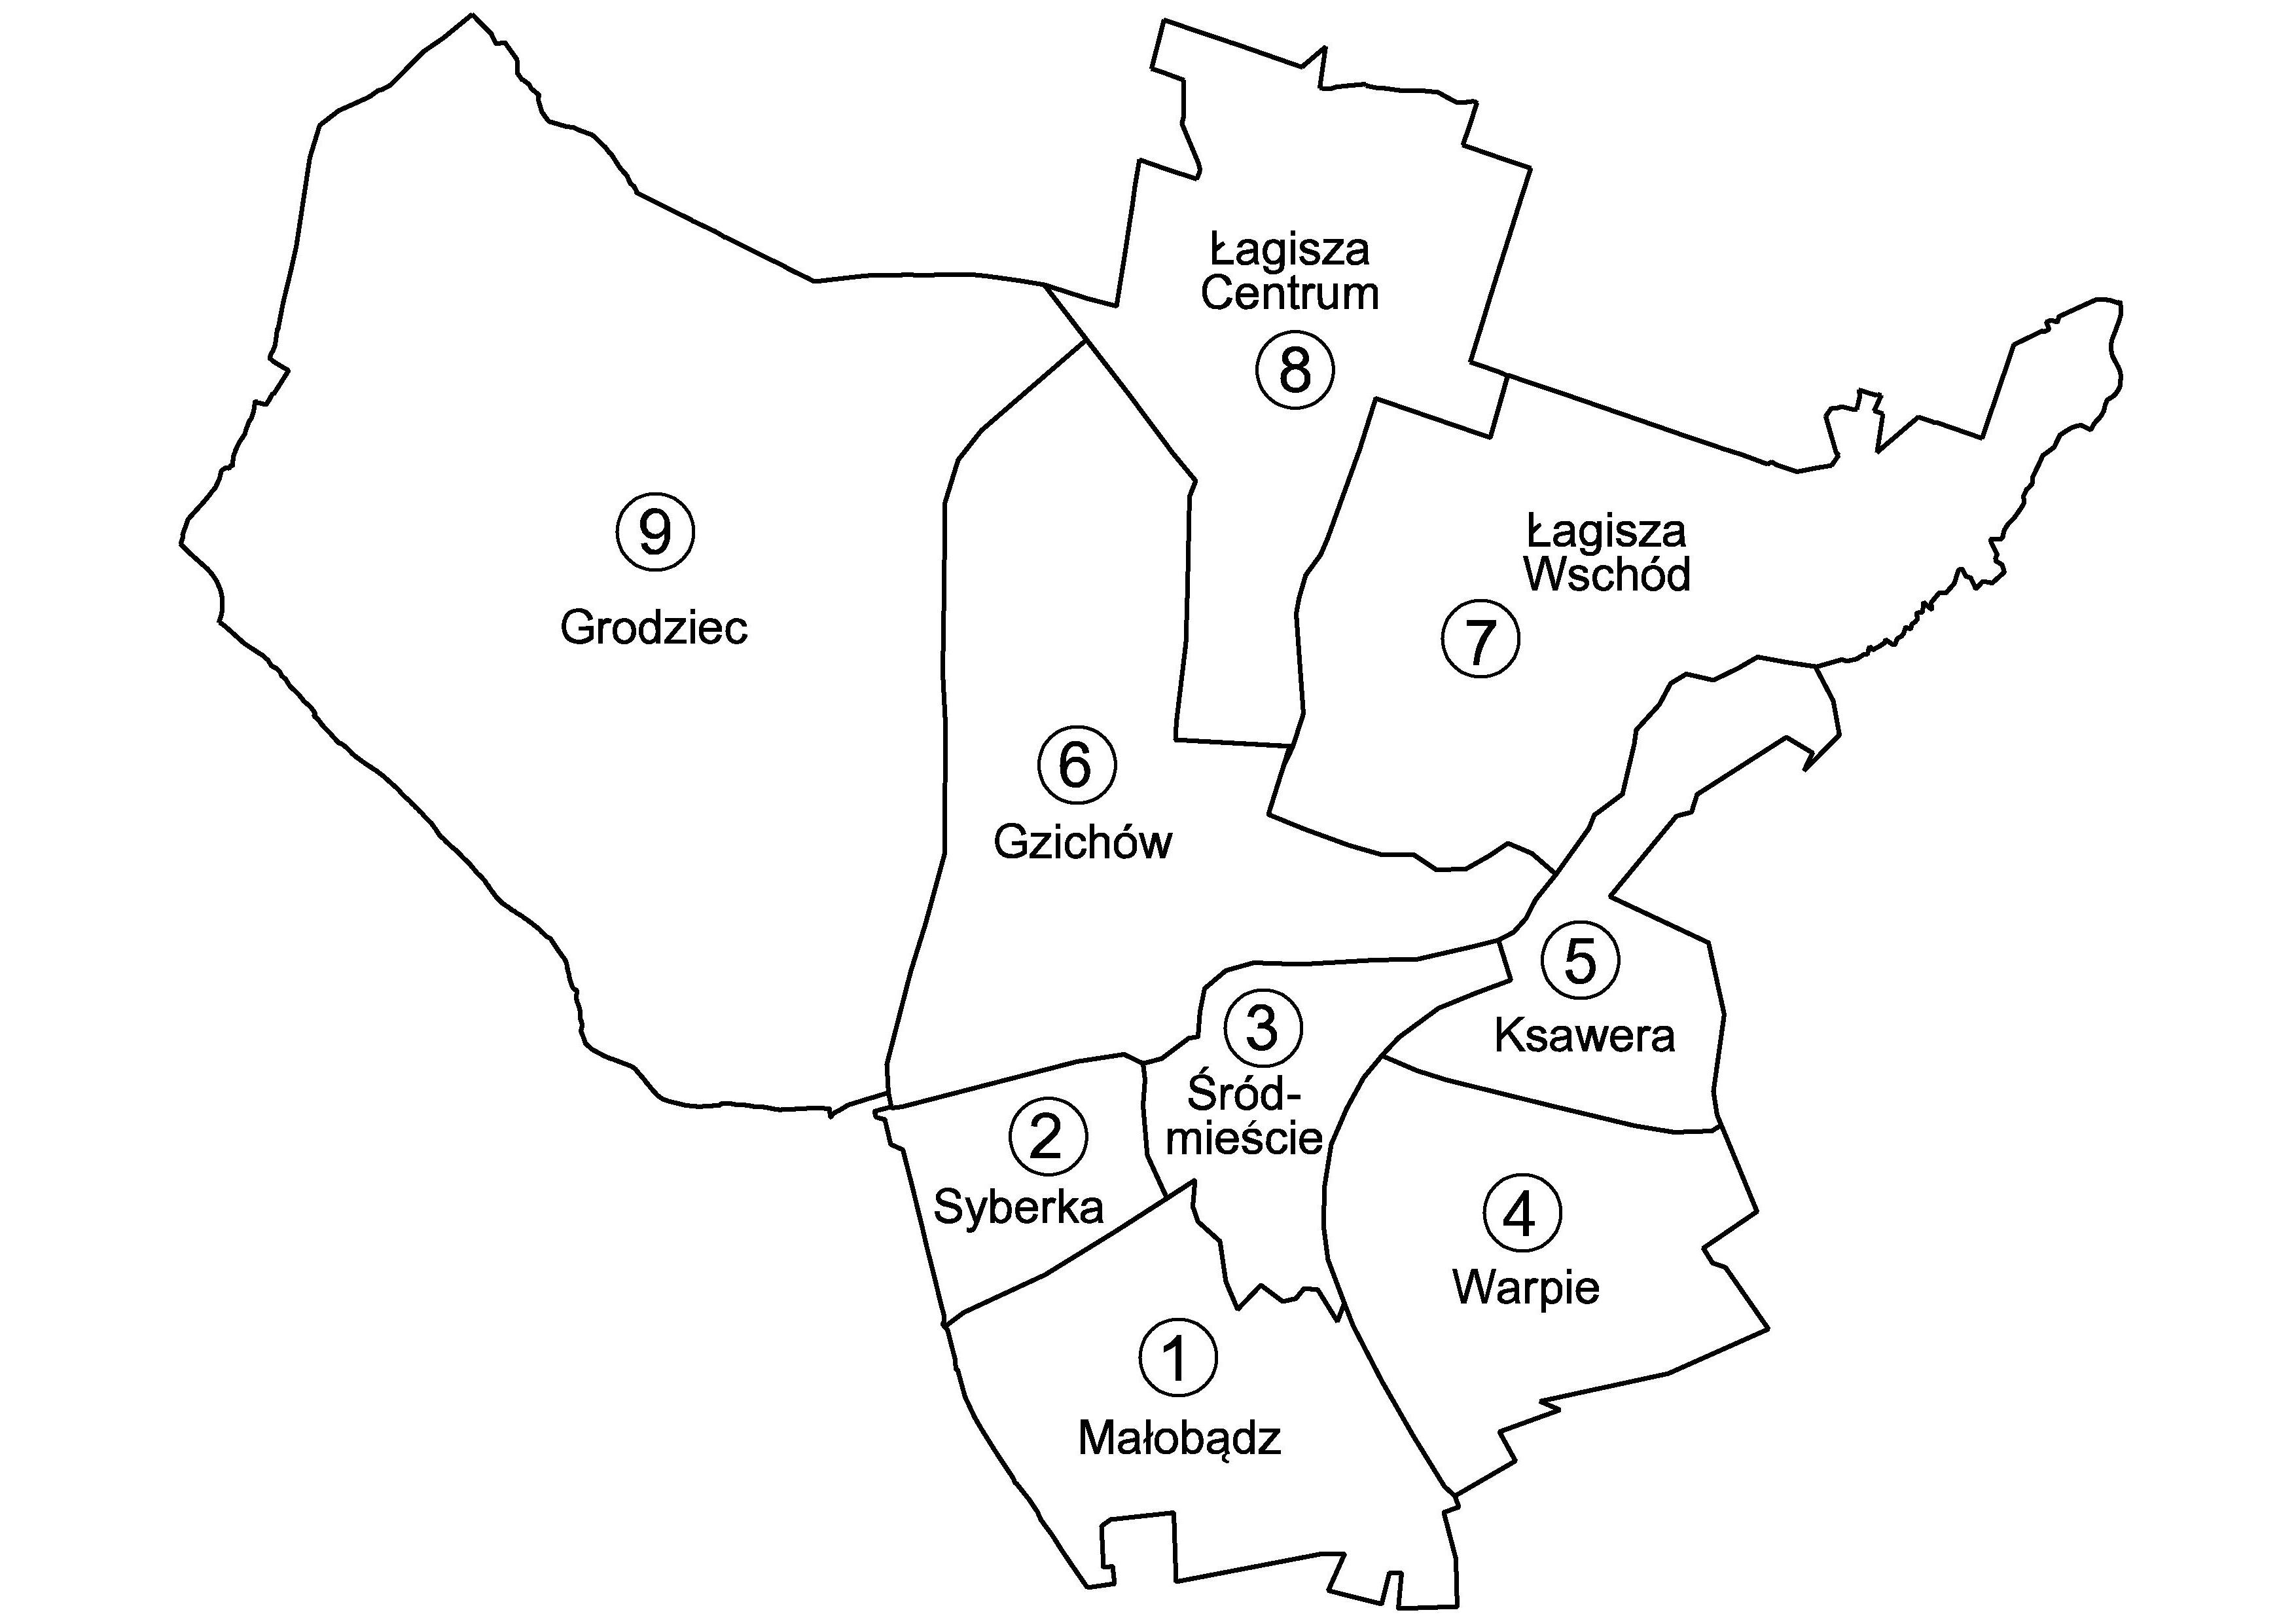 Łagisza
Centrum
8
9
Grodziec
Łagisza
Wschód
7
6
Gzichów
5
Ksawera
3
Śród-
mieście
2
Syberka
4
Warpie
1
Małobądz